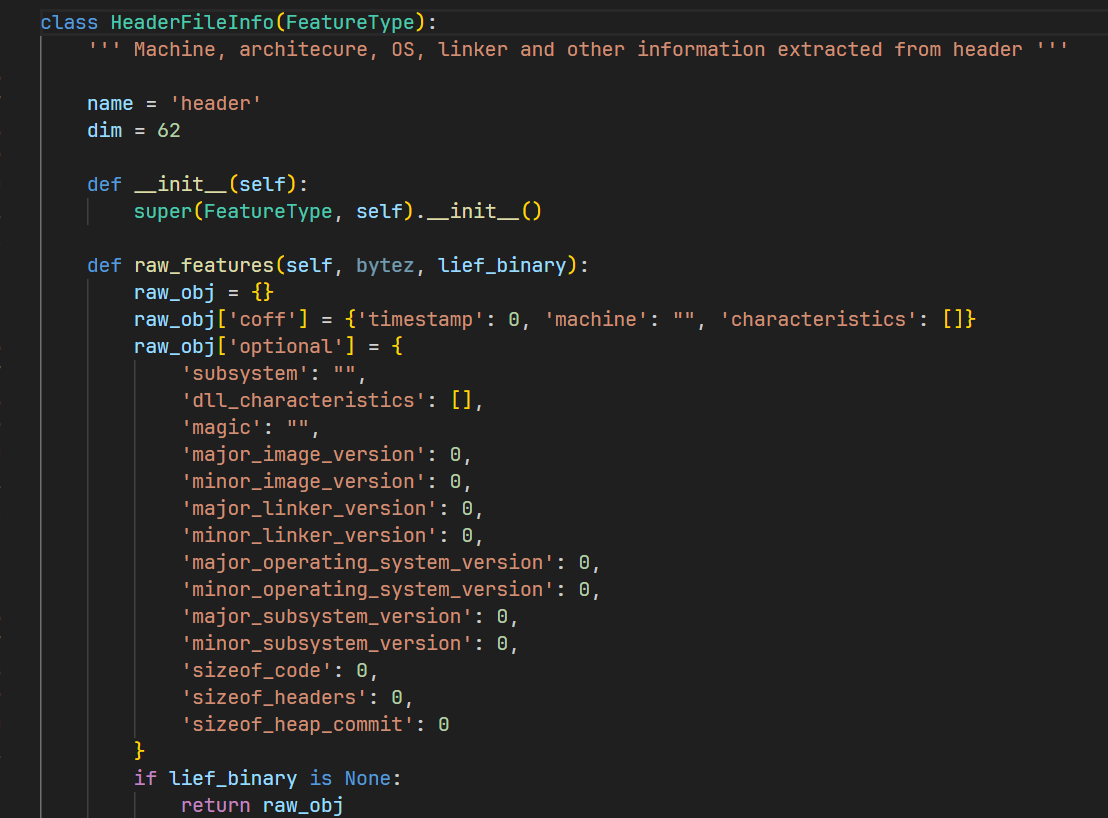 class HeaderFileInfo(FeatureType):
    ''' Machine, architecure, OS, linker and other information extracted from header '''
    name = 'header'
    dim = 62
    def __init__(self):
        super(FeatureType, self).__init__()
    def raw_features(self, bytez, lief_binary):
        raw_obj = {}
        raw_obj['coff'] = {'timestamp': 0, 'machine': "", 'characteristics': []}
        raw_obj['optional'] = {
            'subsystem': "",
            'dll_characteristics': [],
            'magic': "",
            'major_image_version': 0,
            'minor_image_version': 0,
            'major_linker_version': 0,
            'minor_linker_version': 0,
            'major_operating_system_version': 0,
            'minor_operating_system_version': 0,
            'major_subsystem_version': 0,
            'minor_subsystem_version': 0,
            'sizeof_code': 0,
            'sizeof_headers': 0,
            'sizeof_heap_commit': 0
        }
        if lief_binary is None:
            return raw_obj